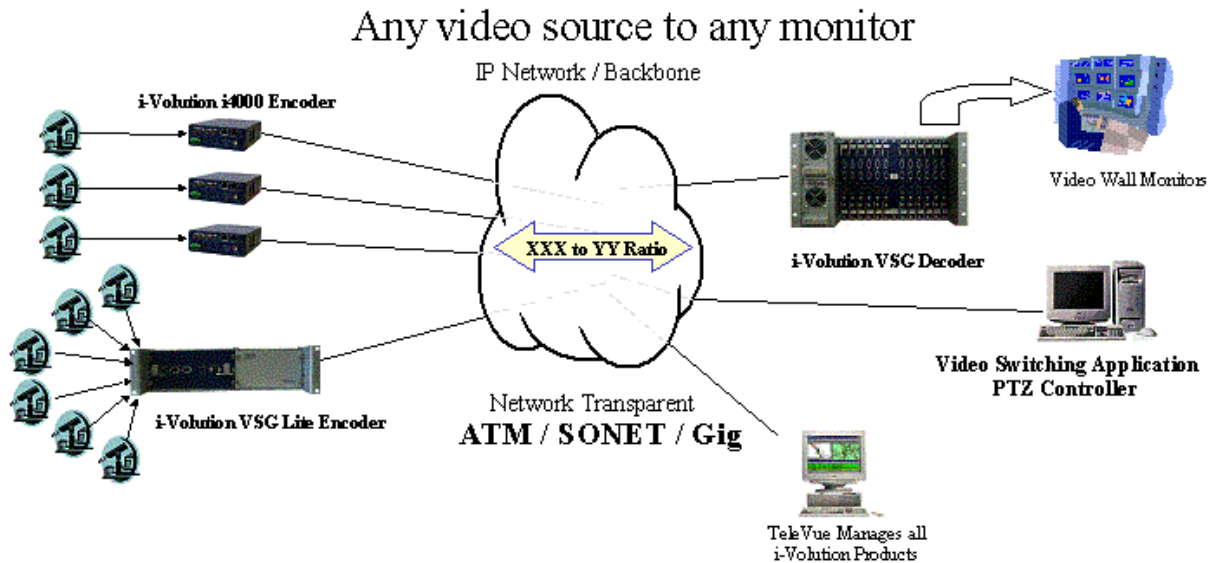 Any video source to any monitor
IP Network / Backbone
i-Volution i4000 Encoder
Video Wall Monitors
XXX to YY Ratio
i-Volution VSG Decoder
Video Switching Application
PTZ Controller
i-Volution VSG Lite Encoder
Network Transparent
ATM / SONET / Gig
TeleVue Manages all
i-Volution Products